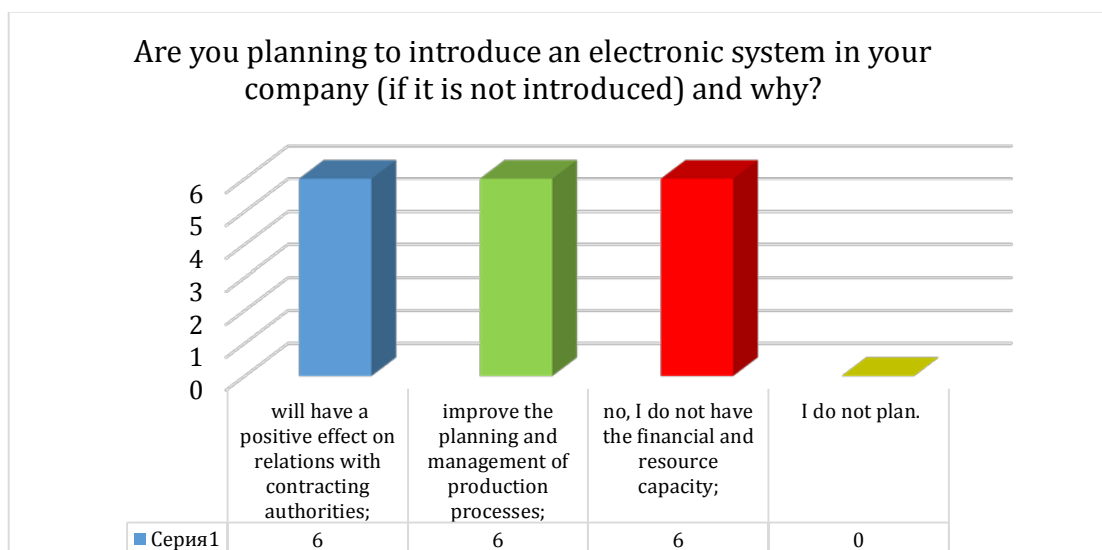 Are you planning to introduce an electronic system in your
company (if it is not introduced) and why?
6
5
4
3
2
1
0
will have a
positive effect on
relations with
contracting
authorities;
improve the
planning and
management of
production
processes;
no, I do not have
the financial and
resource
capacity;
I do not plan.
Серия1 6 6 6 0